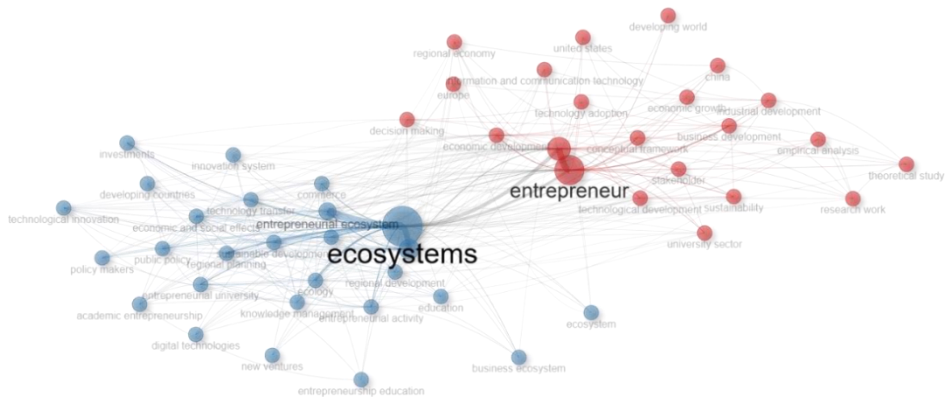 developing world
united states
regional economy
information and communication technology
china
europe
economic growth
industrial development
technology adoption
decision making
business development
economic development
conceptual framework
empirical analysis
investments
innovation system
theoretical study
stakeholder
entrepreneur
developing countries
commerce
technological development
sustainability
research work
technology transfer
technological innovation
economic and social effects
entrepreneurial ecosystem
university sector
ecosystems
public policy
regional planning
policy makers
regional development
ecology
entrepreneurial university
education
academic entrepreneurship
knowledge management
entrepreneurial activity
ecosystem
digital technologies
new ventures
business ecosystem
entrepreneurship education